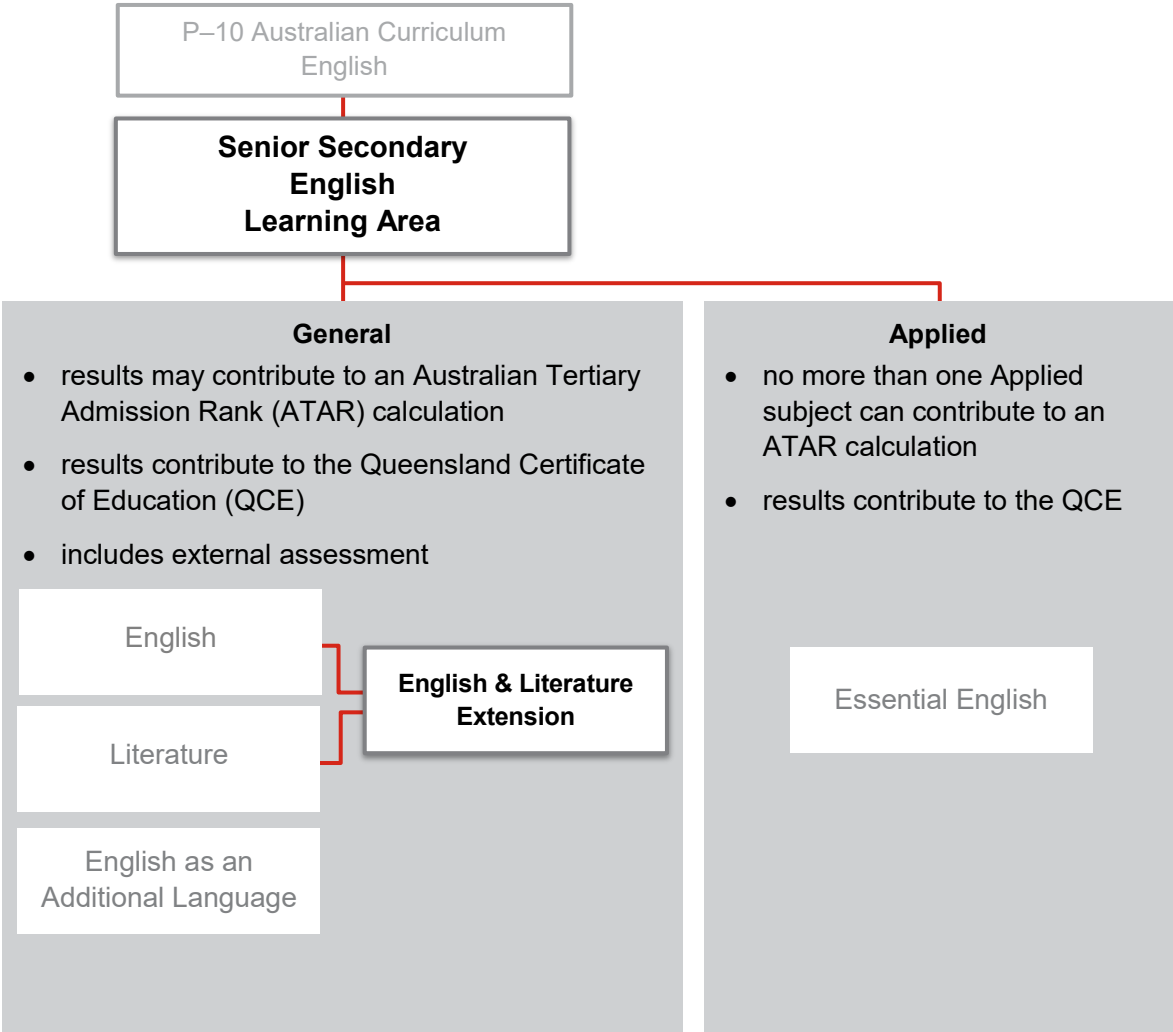 P–10 Australian Curriculum
English
Senior Secondary
English
Learning Area
General
• results may contribute to an Australian Tertiary
Admission Rank (ATAR) calculation
• results contribute to the Queensland Certificate
of Education (QCE)
• includes external assessment
English
Literature
English as an
Additional Language
English & Literature
Extension
Applied
• no more than one Applied
subject can contribute to an
ATAR calculation
• results contribute to the QCE
Essential English